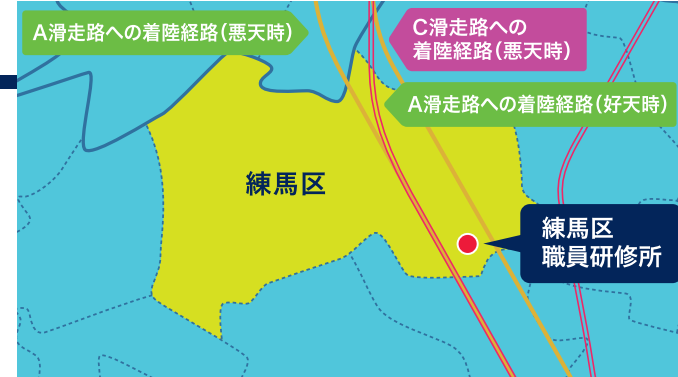 A滑走路への着陸経路（悪天時）
C滑走路への
着陸経路（悪天時）
A滑走路への着陸経路（好天時）
練馬区
練馬区
職員研修所